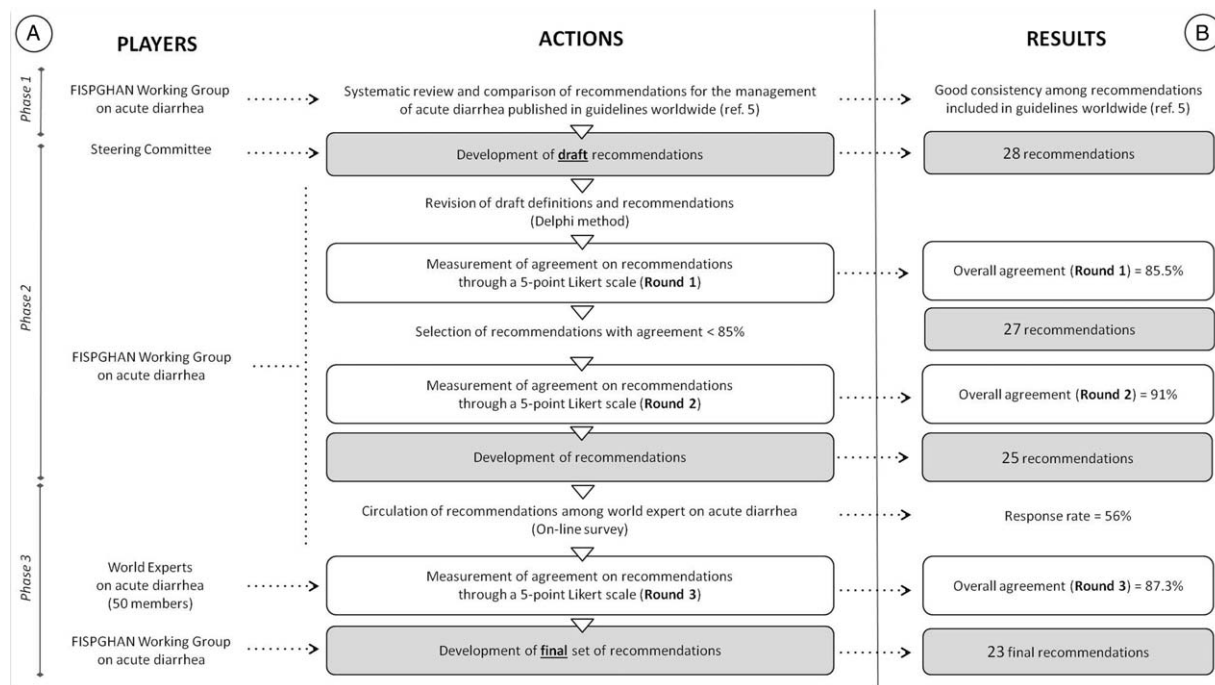 A
PLAYERS
ACTIONS
RESULTS
B
Phase 1
FISPGHAN Working Group
on acute diarrhea
Systematic review and comparison of recommendations for the management
of acute diarrhea published in guidelines worldwide (ref. 5)
Good consistency among recommendations
included in guidelines worldwide (ref. 5)
Phase 2
Steering Committee
Development of draft recommendations
28 recommendations
Revision of draft definitions and recommendations
(Delphi method)
Measurement of agreement on recommendations
through a 5-point Likert scale (Round 1)
Overall agreement (Round 1) = 85.5%
Selection of recommendations with agreement < 85%
27 recommendations
FISPGHAN Working Group
on acute diarrhea
Measurement of agreement on recommendations
through a 5-point Likert scale (Round 2)
Overall agreement (Round 2) = 91%
Development of recommendations
25 recommendations
Phase 3
Circulation of recommendations among world expert on acute diarrhea
(On-line survey)
Response rate = 56%
World Experts
on acute diarrhea
(50 members)
Measurement of agreement on recommendations
through a 5-point Likert scale (Round 3)
Overall agreement (Round 3) = 87.3%
FISPGHAN Working Group
on acute diarrhea
Development of final set of recommendations
23 final recommendations